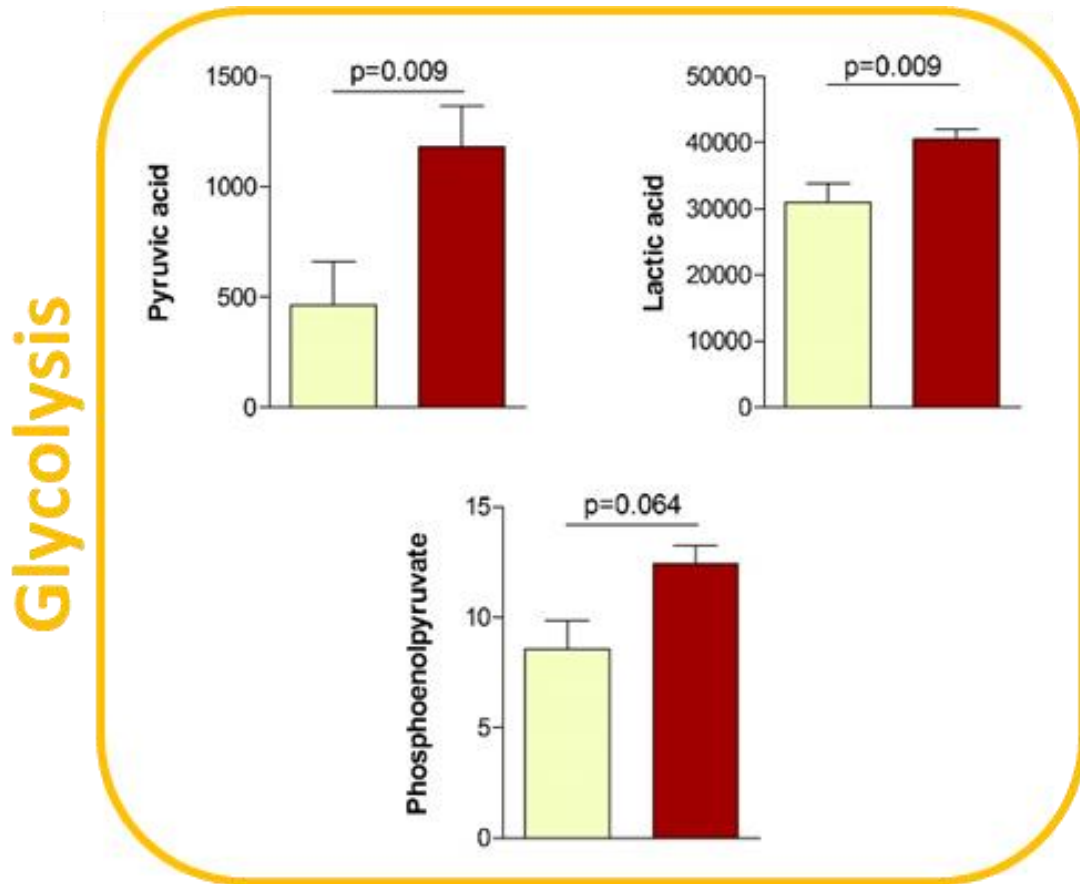 Glycolysis
p=0.009
1500
1000
500
0
Pyruvic acid
p=0.009
50000
40000
30000
20000
10000
0
Lactic acid
p=0.064
15
10
5
0
Phosphoenolpyruvate